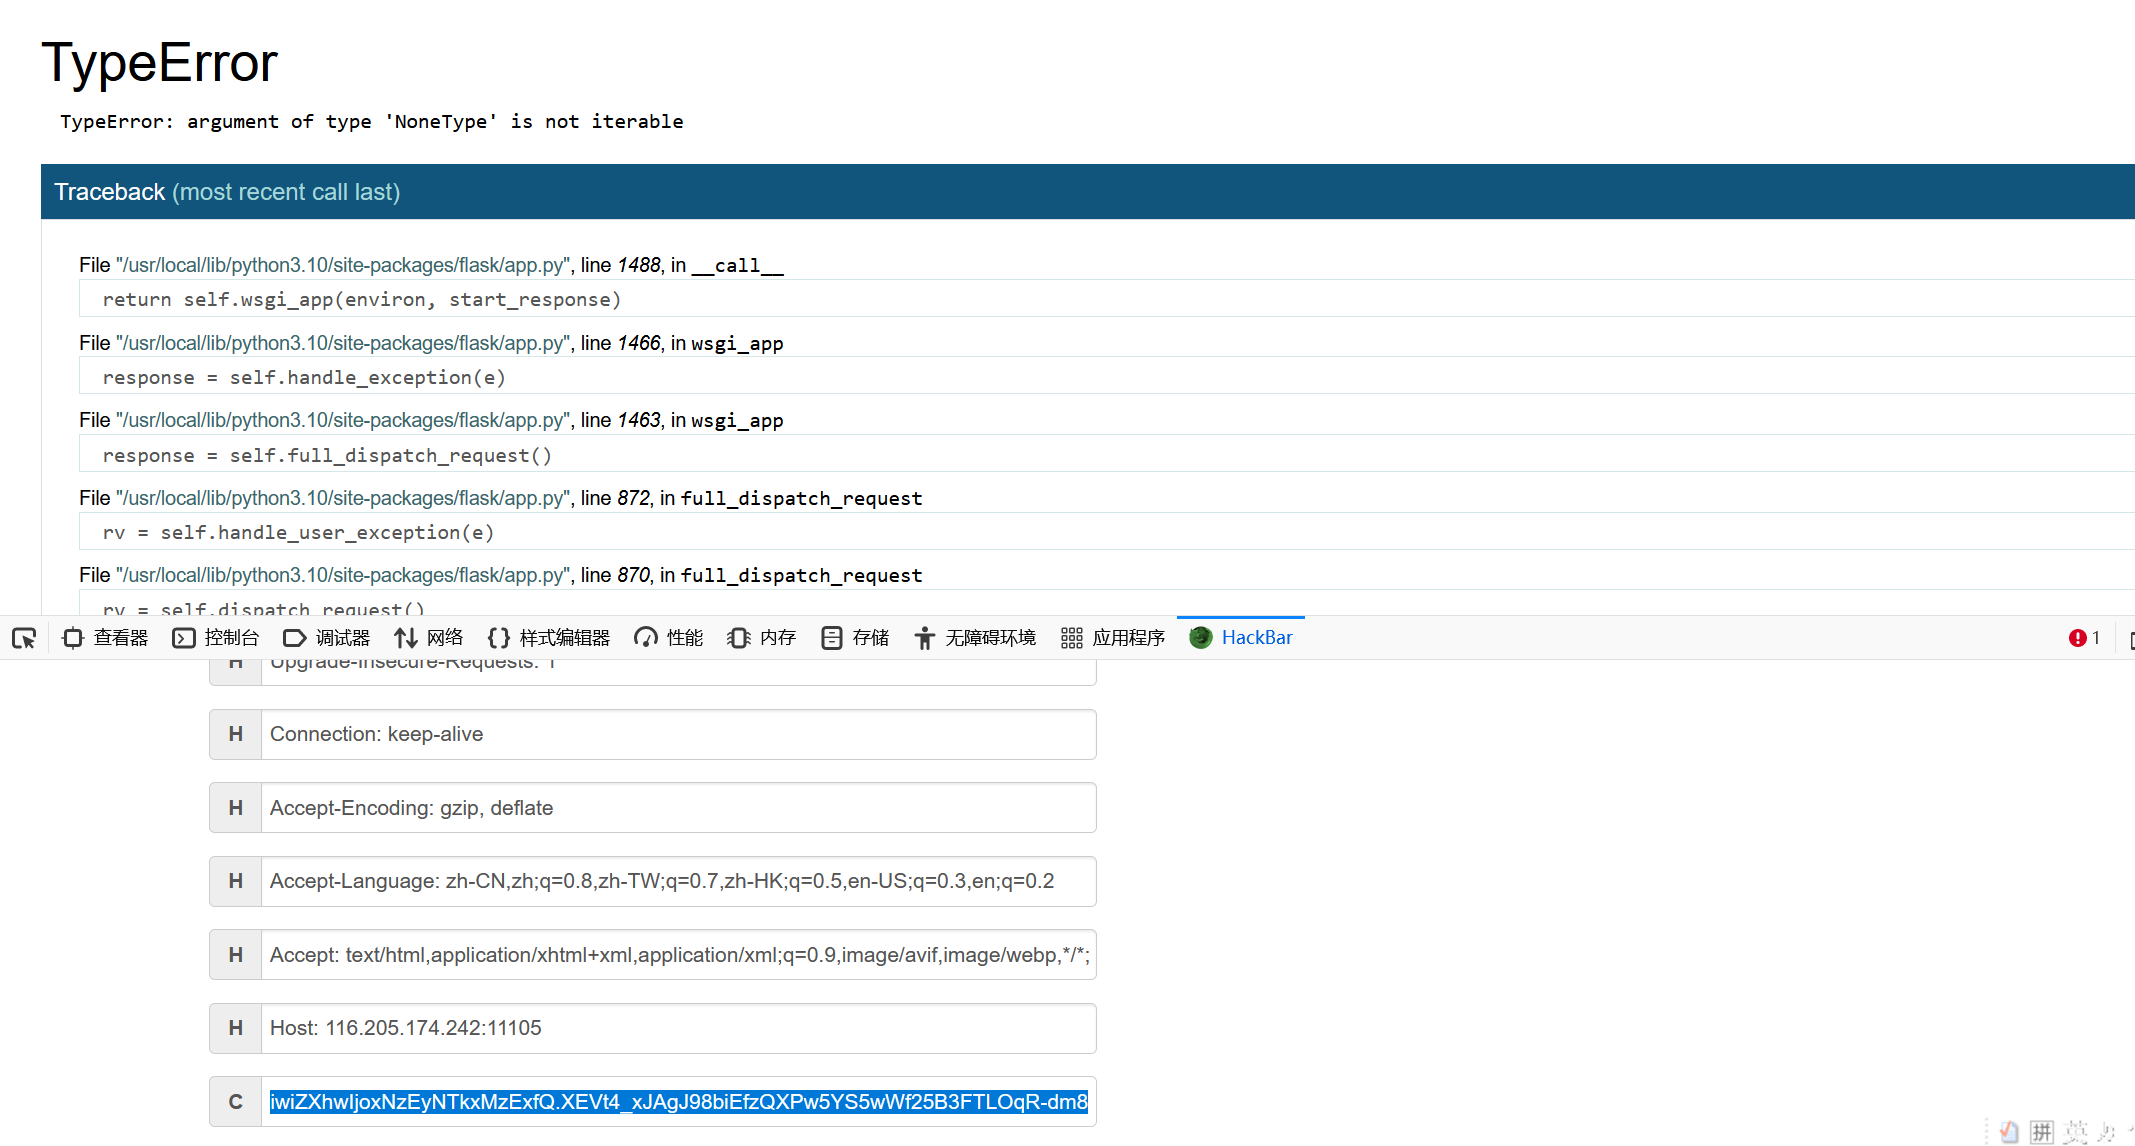 TypeError
TypeError: argument of type 'NoneType' is not iterable
Traceback (most recent call last)
File "/usr/local/lib/python3.10/site-packages/flask/app.py", line 1488, in __call__
return self.wsgi_app(environ, start_response)
File "/usr/local/lib/python3.10/site-packages/flask/app.py", line 1466, in wsgi_app
response = self.handle_exception(e)
File "/usr/local/lib/python3.10/site-packages/flask/app.py", line 1463, in wsgi_app
response = self.full_dispatch_request()
File "/usr/local/lib/python3.10/site-packages/flask/app.py", line 872, in full_dispatch_request
rv = self.handle_user_exception(e)
File "/usr/local/lib/python3.10/site-packages/flask/app.py", line 870, in full_dispatch_request
rv = self.dispatch_request()
查看器 控制台 调试器 网络 样式编辑器 性能 内存 存储 无障碍环境 应用程序 HackBar 1
H Upgrade-Insecure-Requests: 1
H Connection: keep-alive
H Accept-Encoding: gzip, deflate
H Accept-Language: zh-CN,zh;q=0.8,zh-TW;q=0.7,zh-HK;q=0.5,en-US;q=0.3,en;q=0.2
H Accept: text/html,application/xhtml+xml,application/xml;q=0.9,image/avif,image/webp,*/*;
H Host: 116.205.174.242:11105
C iwiZXhwIjoxNzEyNTkxMzExfQ.XEVt4_xJAgJ98biEfzQXPw5YS5wWf25B3FTLOqR-dm8
拼 英